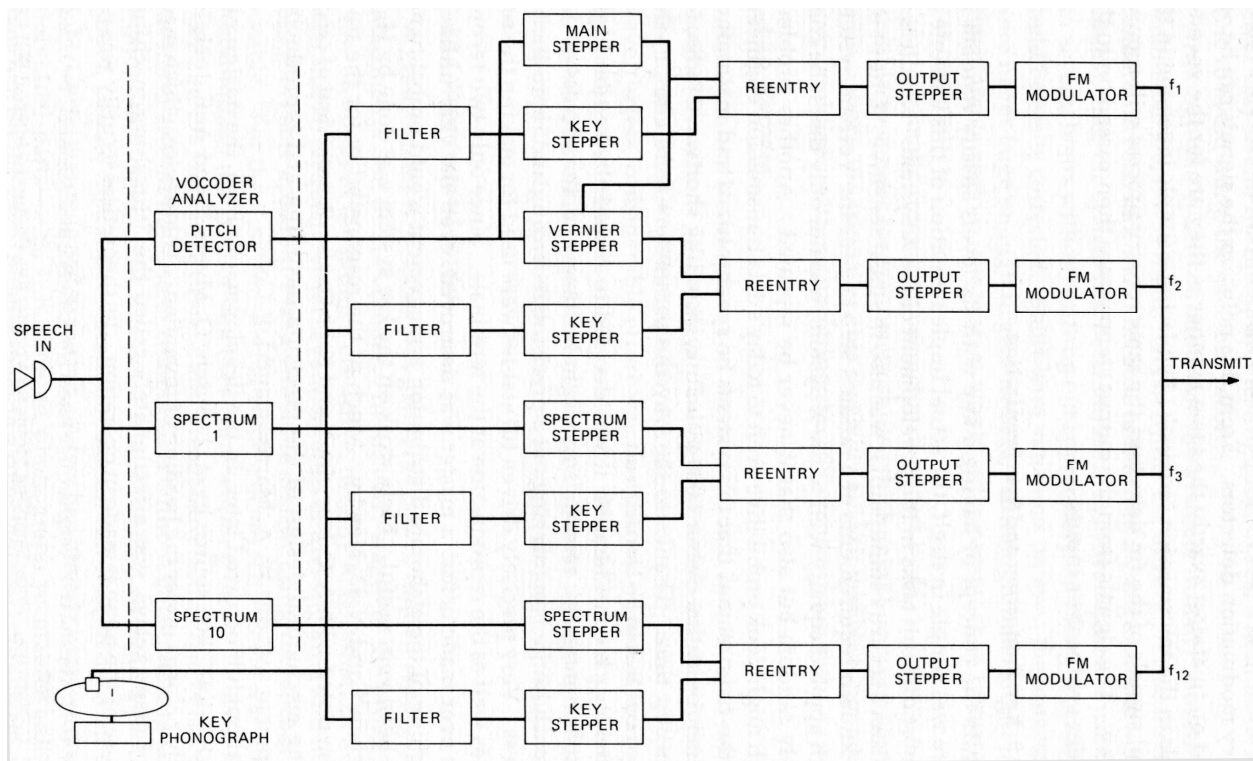 MAIN
STEPPER
REENTRY
OUTPUT
STEPPER
FM
MODULATOR
f1
FILTER
KEY
STEPPER
VOCODER
ANALYZER
PITCH
DETECTOR
VERNIER
STEPPER
REENTRY
OUTPUT
STEPPER
FM
MODULATOR
f2
FILTER
KEY
STEPPER
SPEECH
IN
TRANSMIT
SPECTRUM
1
SPECTRUM
STEPPER
REENTRY
OUTPUT
STEPPER
FM
MODULATOR
f3
FILTER
KEY
STEPPER
SPECTRUM
10
SPECTRUM
STEPPER
REENTRY
OUTPUT
STEPPER
FM
MODULATOR
f12
FILTER
KEY
STEPPER
KEY
PHONOGRAPH